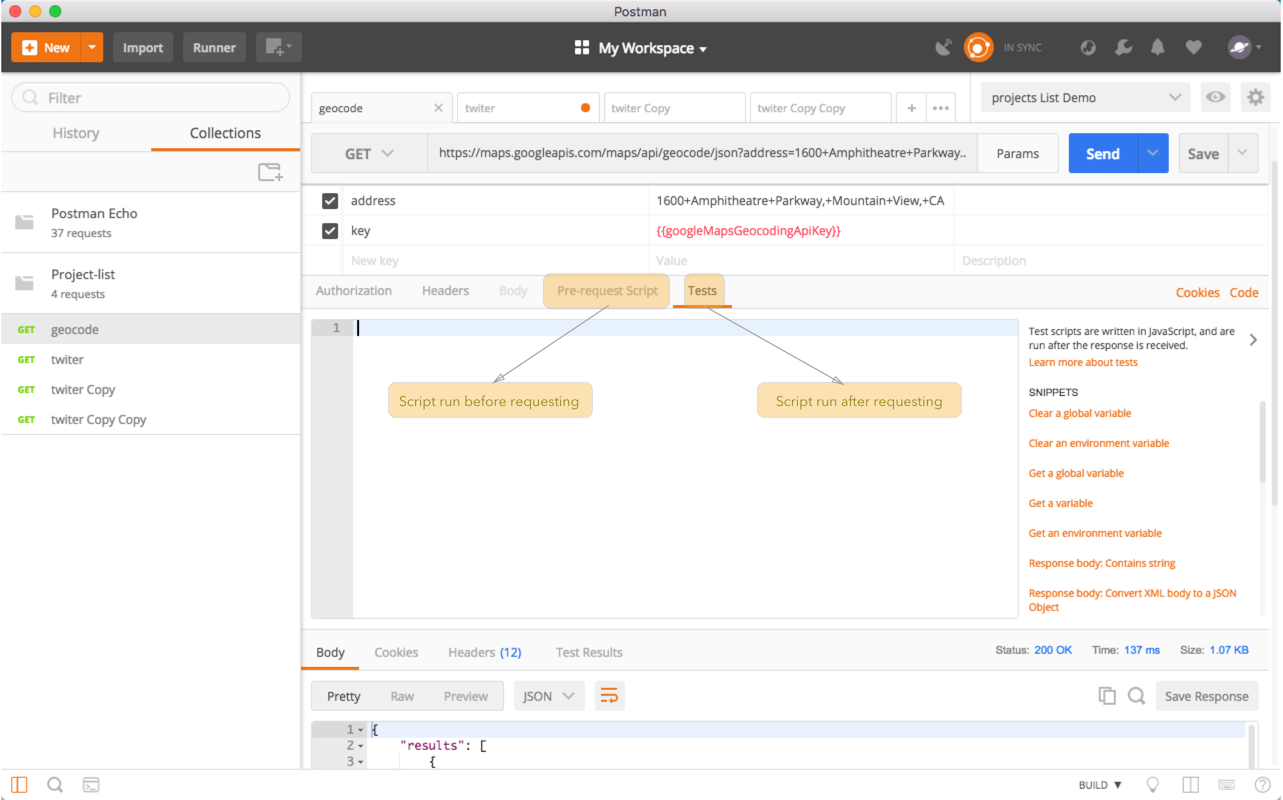 Postman
New
Import
Runner
My Workspace
IN SYNC
Filter
History
Collections
Postman Echo
37 requests
Project-list
4 requests
GET geocode
GET twiter
GET twiter Copy
GET twiter Copy Copy
geocode
twiter
twiter Copy
twiter Copy Copy
+
projects List Demo
GET
https://maps.googleapis.com/maps/api/geocode/json?address=1600+Amphitheatre+Parkway..
Params
Send
Save
address 1600+Amphitheatre+Parkway,+Mountain+View,+CA
key {{googleMapsGeocodingApiKey}}
New key Value Description
Authorization Headers Body Pre-request Script Tests
Cookies Code
1
Script run before requesting
Script run after requesting
Test scripts are written in JavaScript, and are
run after the response is received.
Learn more about tests
SNIPPETS
Clear a global variable
Clear an environment variable
Get a global variable
Get a variable
Get an environment variable
Response body: Contains string
Response body: Convert XML body to a JSON
Object
Body Cookies Headers (12) Test Results
Status: 200 OK Time: 137 ms Size: 1.07 KB
Pretty Raw Preview JSON
Save Response
1 {
2 "results": [
3 {
BUILD